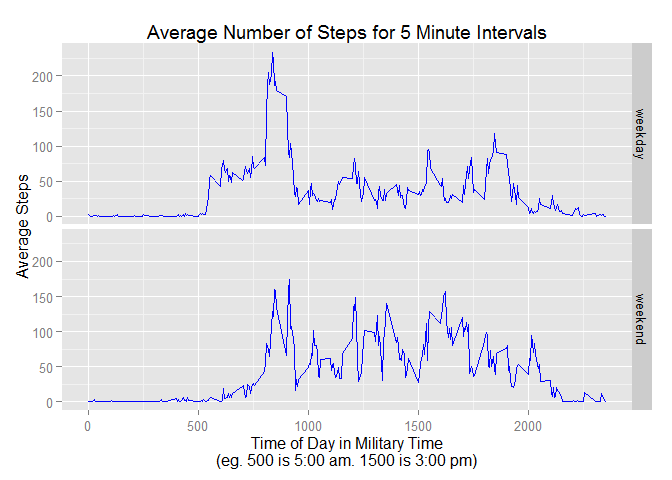 Average Number of Steps for 5 Minute Intervals
Average Steps
200
150
100
50
0
weekday
200
150
100
50
0
weekend
0 500 1000 1500 2000
Time of Day in Military Time
(eg. 500 is 5:00 am. 1500 is 3:00 pm)